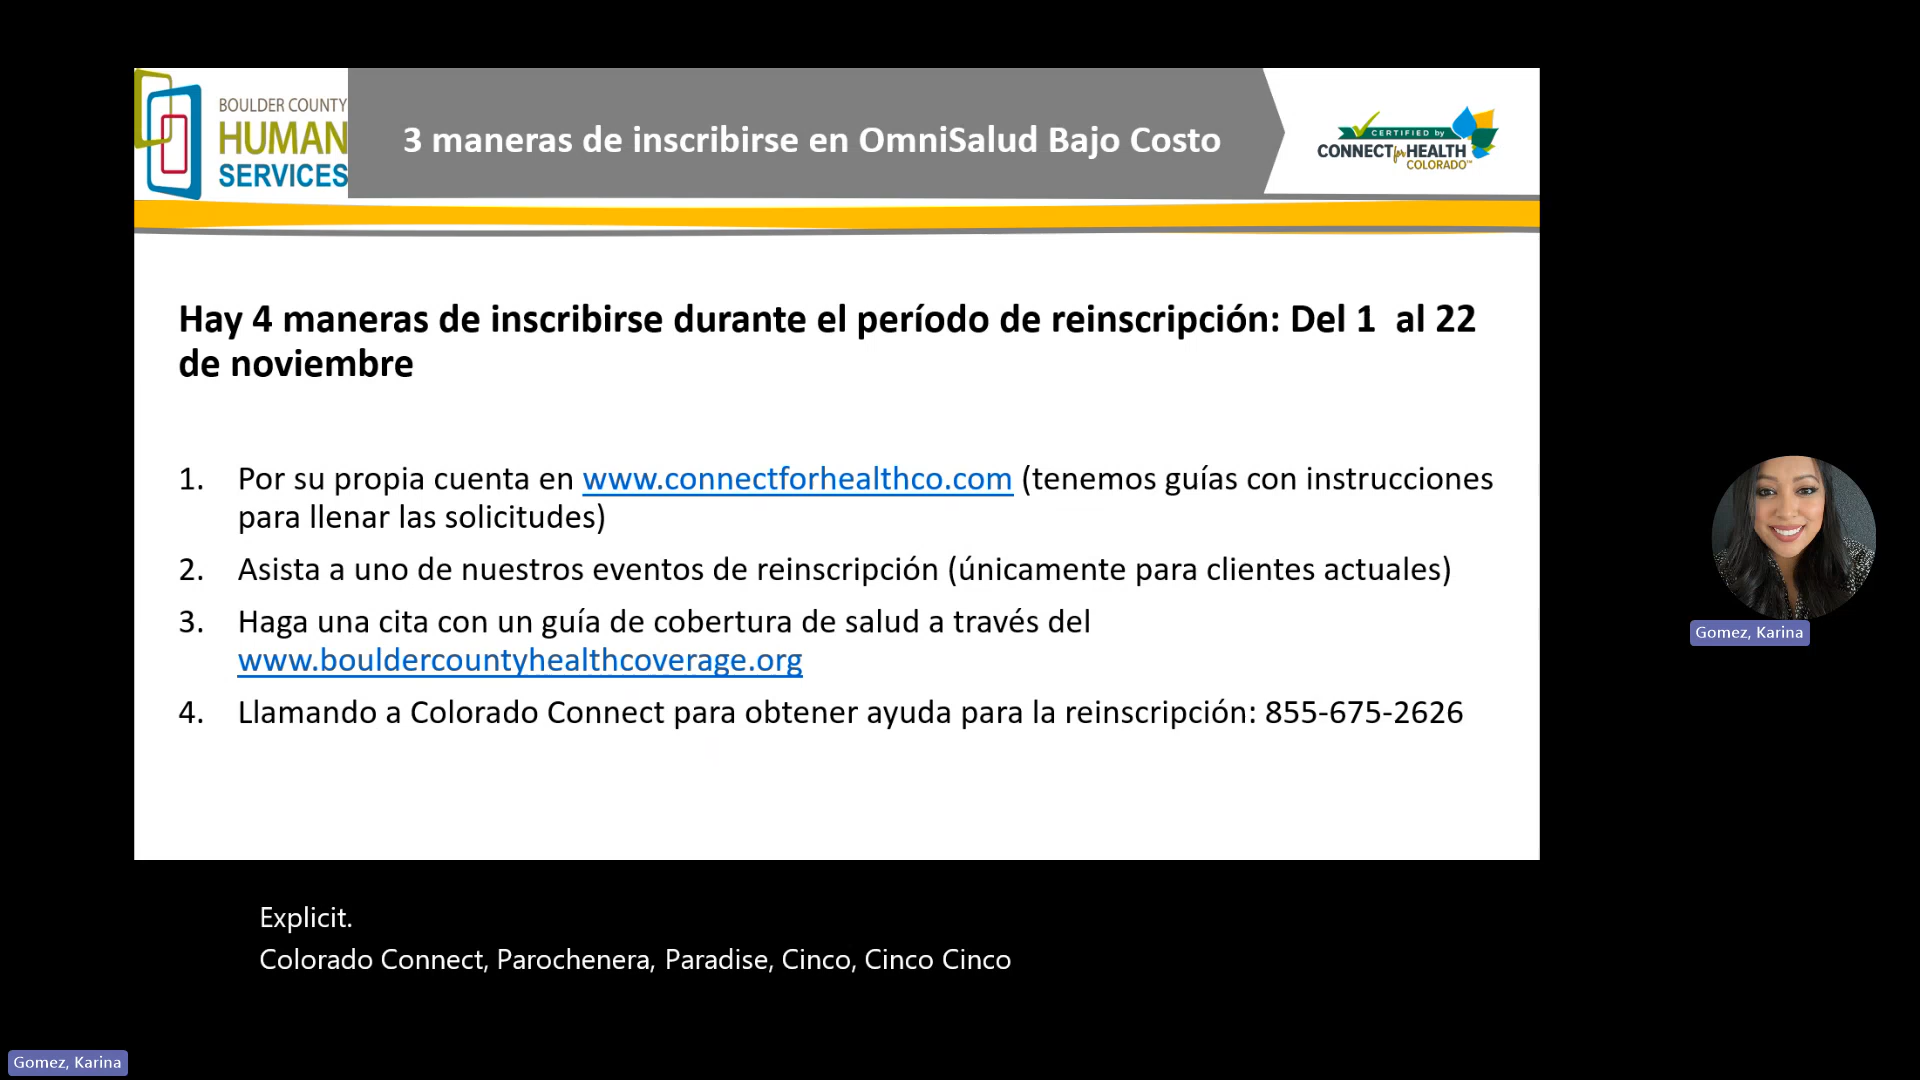 BOULDER COUNTY
HUMAN
SERVICES
3 maneras de inscribirse en OmniSalud Bajo Costo
CERTIFIED by
CONNECT for HEALTH
COLORADO™
Hay 4 maneras de inscribirse durante el período de reinscripción: Del 1 al 22
de noviembre
1. Por su propia cuenta en www.connectforhealthco.com (tenemos guías con instrucciones
para llenar las solicitudes)
2. Asista a uno de nuestros eventos de reinscripción (únicamente para clientes actuales)
3. Haga una cita con un guía de cobertura de salud a través del
www.bouldercountyhealthcoverage.org
4. Llamando a Colorado Connect para obtener ayuda para la reinscripción: 855-675-2626
Gomez, Karina
Explicit.
Colorado Connect, Parochenera, Paradise, Cinco, Cinco Cinco
Gomez, Karina